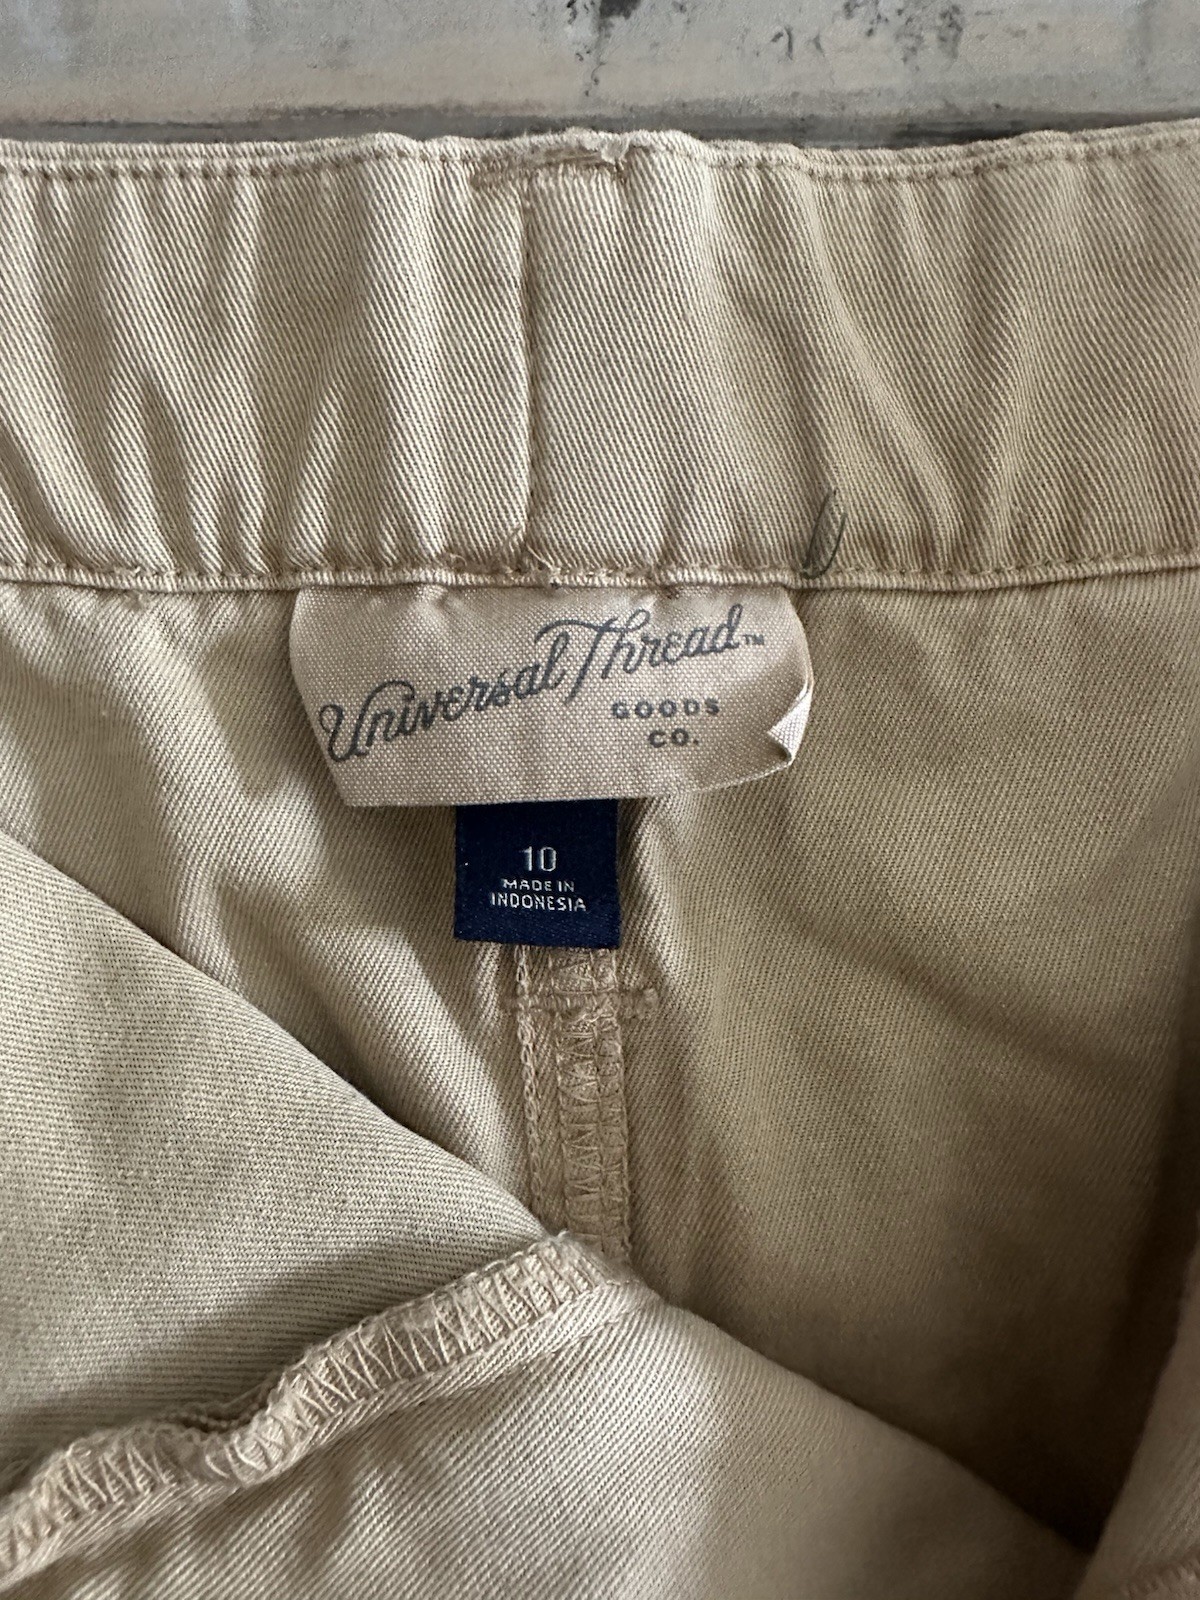 Universal Thread™
GOODS
CO.
10
MADE IN
INDONESIA